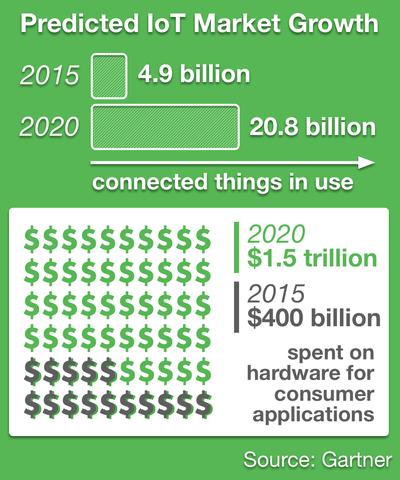 Predicted IoT Market Growth
2015 4.9 billion
2020 20.8 billion
connected things in use
$ $ $ $ $ $ $ $ $ $
$ $ $ $ $ $ $ $ $ $
$ $ $ $ $ $ $ $ $ $
$ $ $ $ $ $ $ $ $ $
$ $ $ $ $ $ $ $ $ $
$ $ $ $ $ $ $ $ $ $
2020
$1.5 trillion
2015
$400 billion
spent on
hardware for
consumer
applications
Source: Gartner